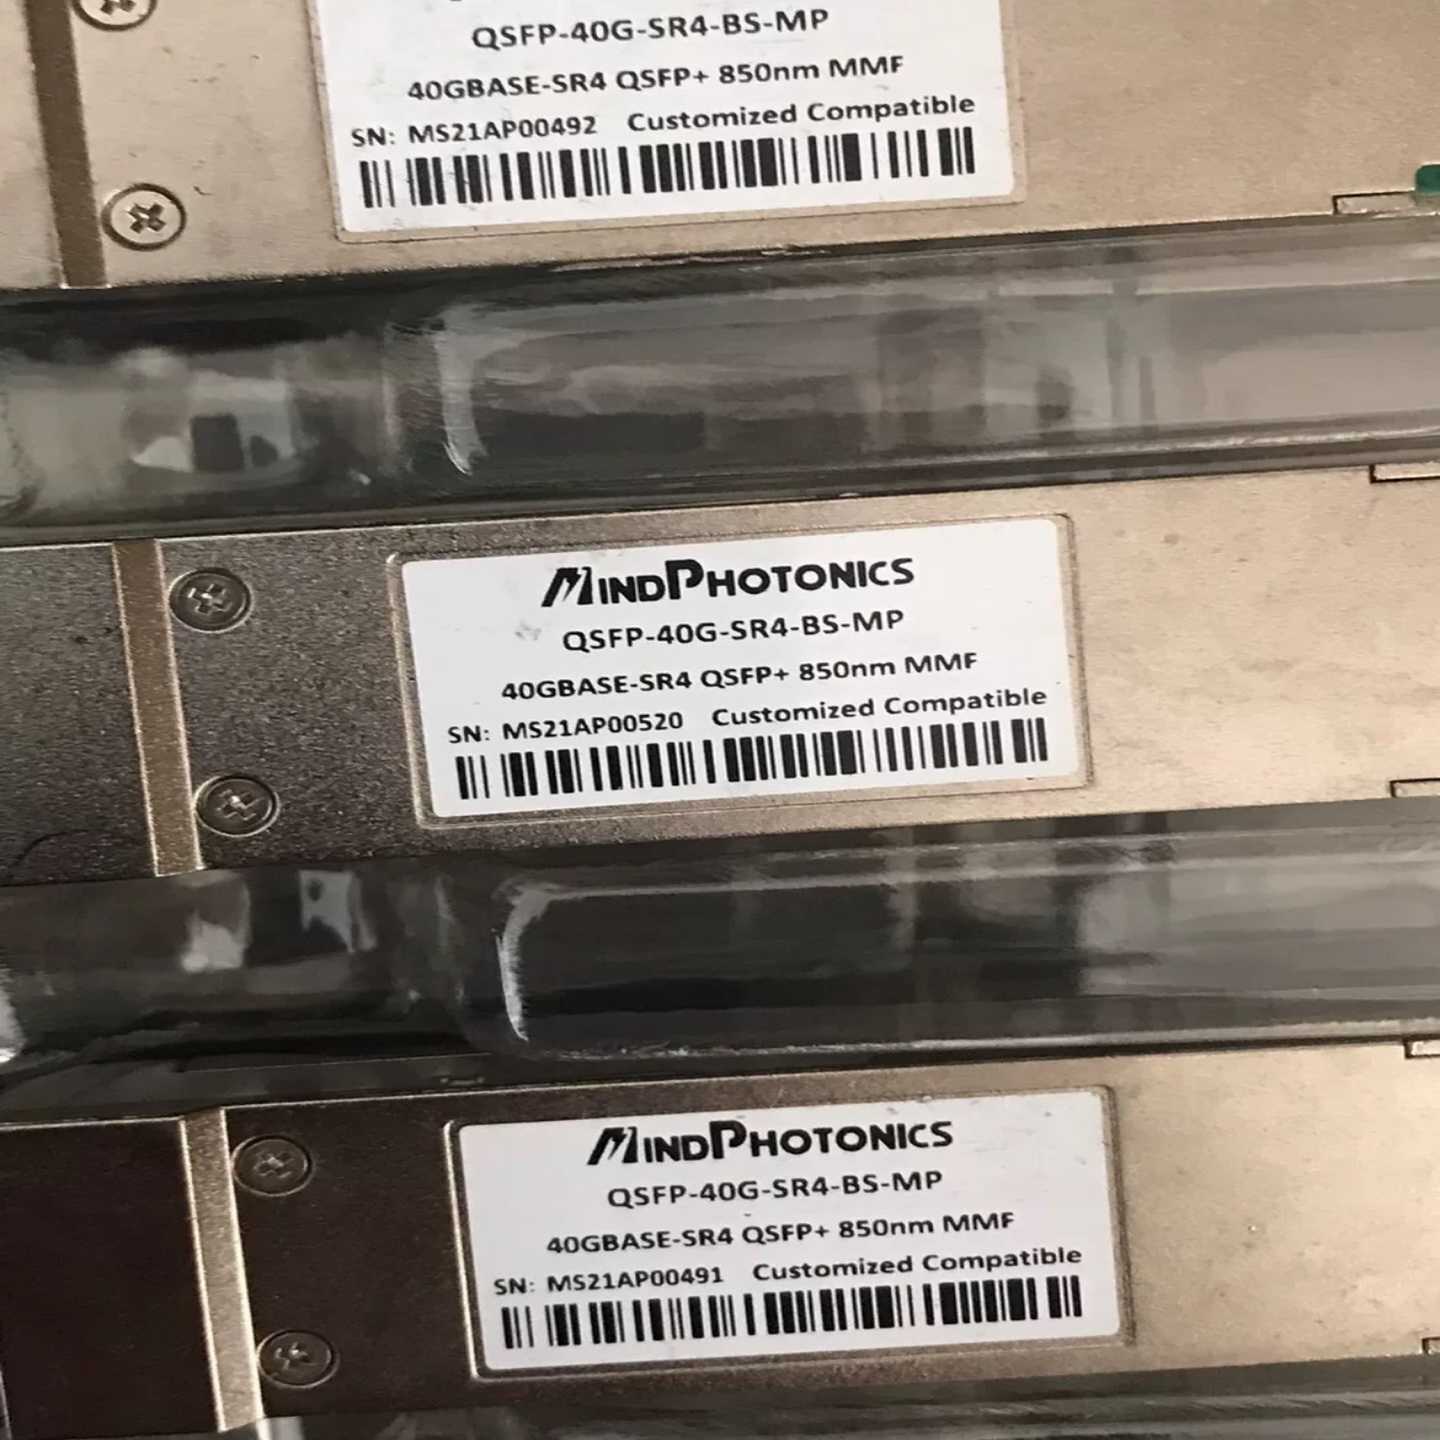 QSFP-40G-SR4-BS-MP
40GBASE-SR4 QSFP+ 850nm MMF
SN: MS21AP00492 Customized Compatible
MINDPHOTONICS
QSFP-40G-SR4-BS-MP
40GBASE-SR4 QSFP+ 850nm MMF
SN: MS21AP00520 Customized Compatible
MINDPHOTONICS
QSFP-40G-SR4-BS-MP
40GBASE-SR4 QSFP+ 850nm MMF
SN: MS21AP00491 Customized Compatible